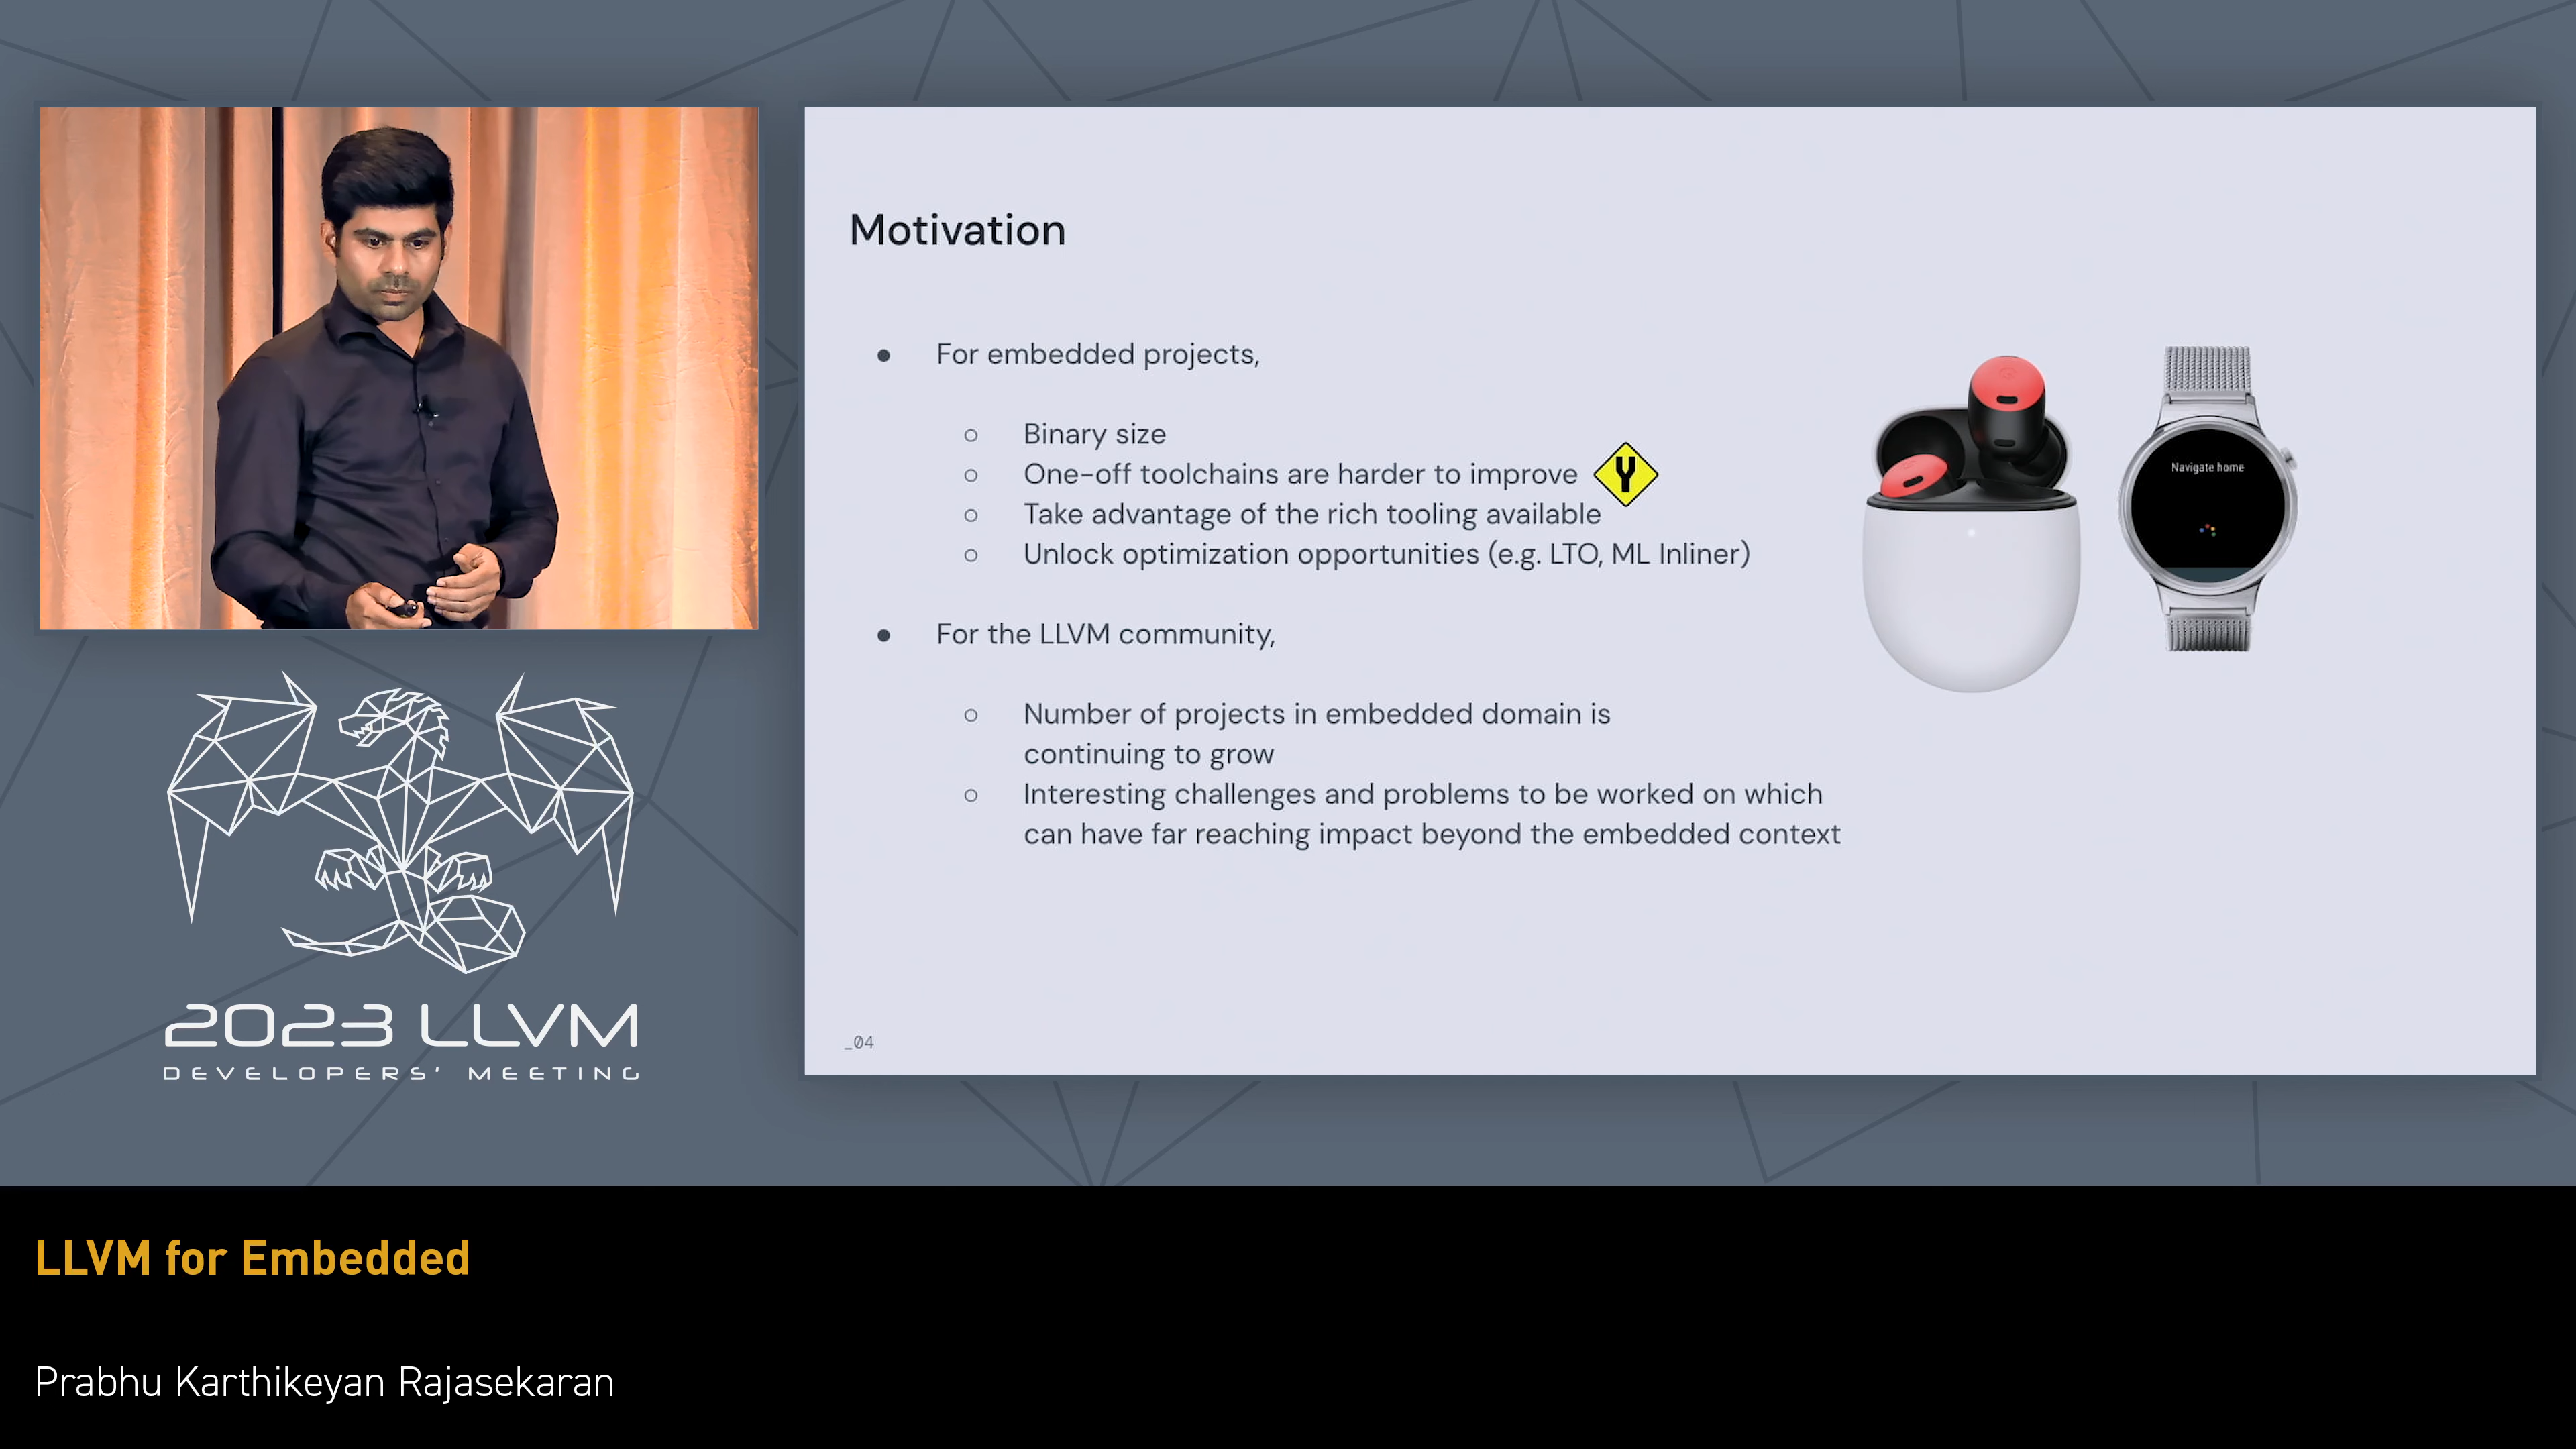 Motivation
● For embedded projects,
○ Binary size
○ One-off toolchains are harder to improve
○ Take advantage of the rich tooling available
○ Unlock optimization opportunities (e.g. LTO, ML Inliner)
● For the LLVM community,
○ Number of projects in embedded domain is
continuing to grow
○ Interesting challenges and problems to be worked on which
can have far reaching impact beyond the embedded context
Navigate home
_04
2023 LLVM
DEVELOPERS' MEETING
LLVM for Embedded
Prabhu Karthikeyan Rajasekaran